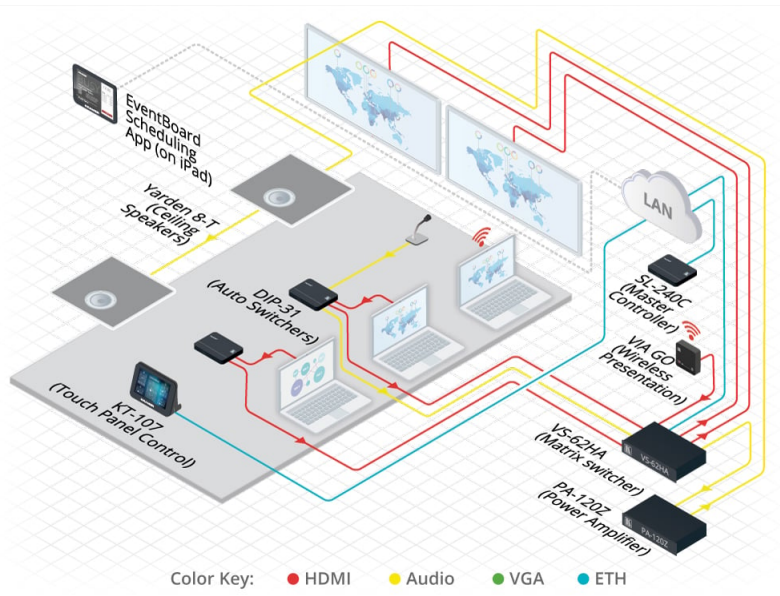 EventBoard
Scheduling
App (on iPad)
Yarden 8-T
(Ceiling
Speakers)
LAN
DIP-31
(Auto Switchers)
SL-240C
(Master
Controller)
VIA GO
(Wireless
Presentation)
KT-107
(Touch Panel Control)
VS-62HA
(Matrix switcher)
VS-62HA
PA-120Z
(Power Amplifier)
PA-120Z
Color Key:
HDMI
Audio
VGA
ETH